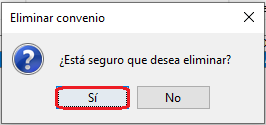 Eliminar convenio
¿Está seguro que desea eliminar?
Sí No